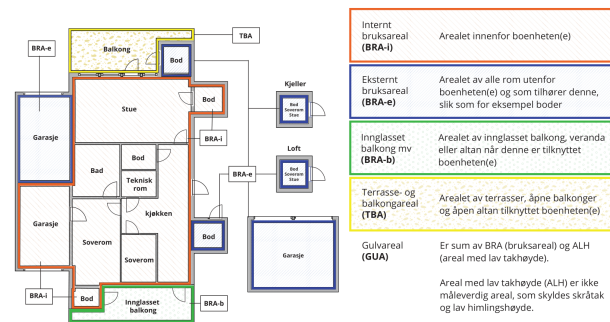 TBA
Balkong
BRA-e
Bod
Kjeller
Stue
Bod
Bod
Soverom
Stue
Garasje
BRA-i
Loft
Bod
Bad
BRA-e
Bod
Soverom
Stue
Teknisk
rom
kjøkken
Garasje
Soverom
Bod
Garasje
Soverom
BRA-i
Bod
Innglasset
balkong
BRA-b
Internt
bruksareal
(BRA-i)
Arealet innenfor boenheten(e)
Eksternt
bruksareal
(BRA-e)
Arealet av alle rom utenfor
boenheten(e) og som tilhører denne,
slik som for eksempel boder
Innglasset
balkong mv
(BRA-b)
Arealet av innglasset balkong, veranda
eller altan når denne er tilknyttet
boenheten(e)
Terrasse- og
balkongareal
(TBA)
Arealet av terrasser, åpne balkonger
og åpen altan tilknyttet boenheten(e)
Gulvareal
(GUA)
Er sum av BRA (bruksareal) og ALH
(areal med lav takhøyde).
Areal med lav takhøyde (ALH) er ikke
måleverdig areal, som skyldes skråtak
og lav himlingshøyde.